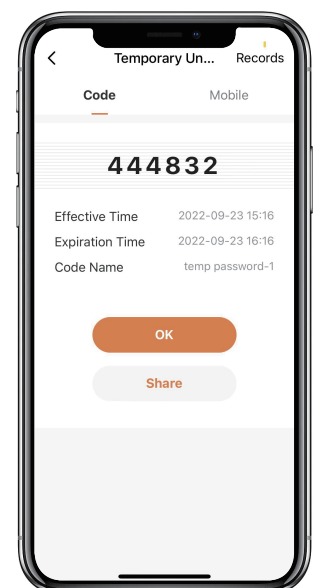 Temporary Un... Records
Code Mobile
444832
Effective Time 2022-09-23 15:16
Expiration Time 2022-09-23 16:16
Code Name temp password-1
OK
Share